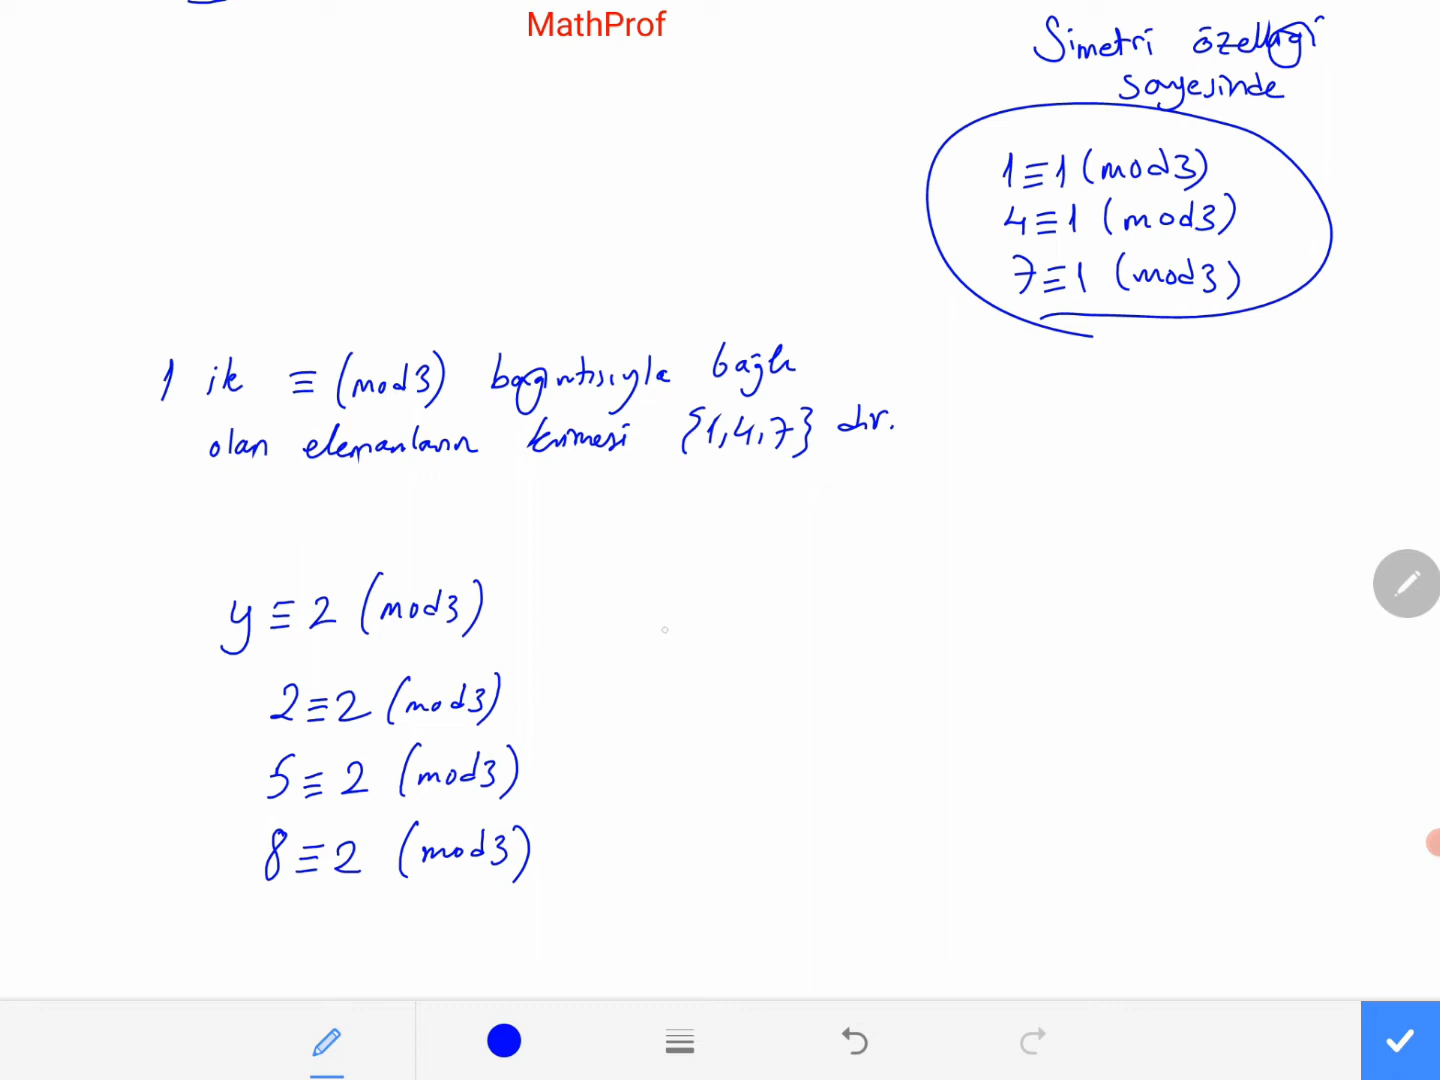 MathProf
Simetri özelliği
sayesinde
1≡1 (mod3)
4≡1 (mod3)
7≡1 (mod3)
1 ile ≡ (mod3) bağıntısıyla bağlı
olan elemanların kümesi {1,4,7} dir.
y≡2 (mod3)
2≡2 (mod3)
5≡2 (mod3)
8≡2 (mod3)